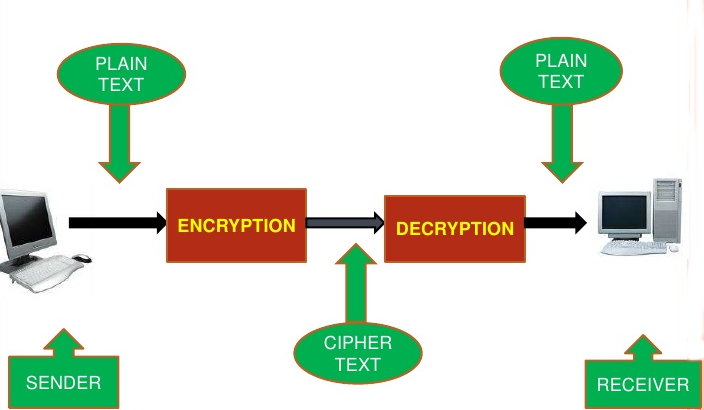 PLAIN
TEXT
PLAIN
TEXT
ENCRYPTION
DECRYPTION
CIPHER
TEXT
SENDER
RECEIVER